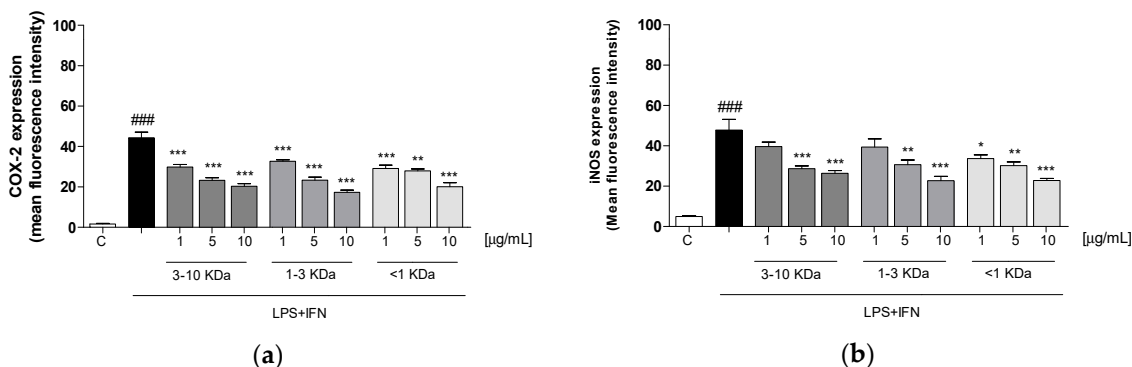 COX-2 expression
(mean fluorescence intensity)
100
80
60
40
20
0
###
*** *** *** *** *** *** *** ** ***
C 1 5 10 1 5 10 1 5 10 [µg/mL]
3-10 KDa 1-3 KDa <1 KDa
LPS+IFN
(a)
iNOS expression
(Mean fluorescence intensity)
100
80
60
40
20
0
###
*** *** ** *** * ** ***
C 1 5 10 1 5 10 1 5 10 [µg/mL]
3-10 KDa 1-3 KDa <1 KDa
LPS+IFN
(b)